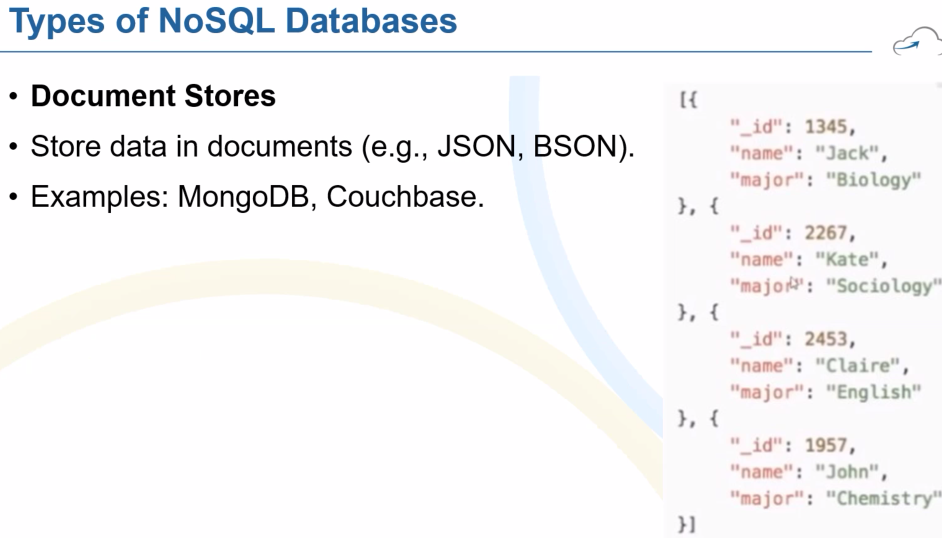 Types of NoSQL Databases
• Document Stores
• Store data in documents (e.g., JSON, BSON).
• Examples: MongoDB, Couchbase.
[{
"_id": 1345,
"name": "Jack",
"major": "Biology"
}, {
"_id": 2267,
"name": "Kate",
"major": "Sociology"
}, {
"_id": 2453,
"name": "Claire",
"major": "English"
}, {
"_id": 1957,
"name": "John",
"major": "Chemistry"
}]